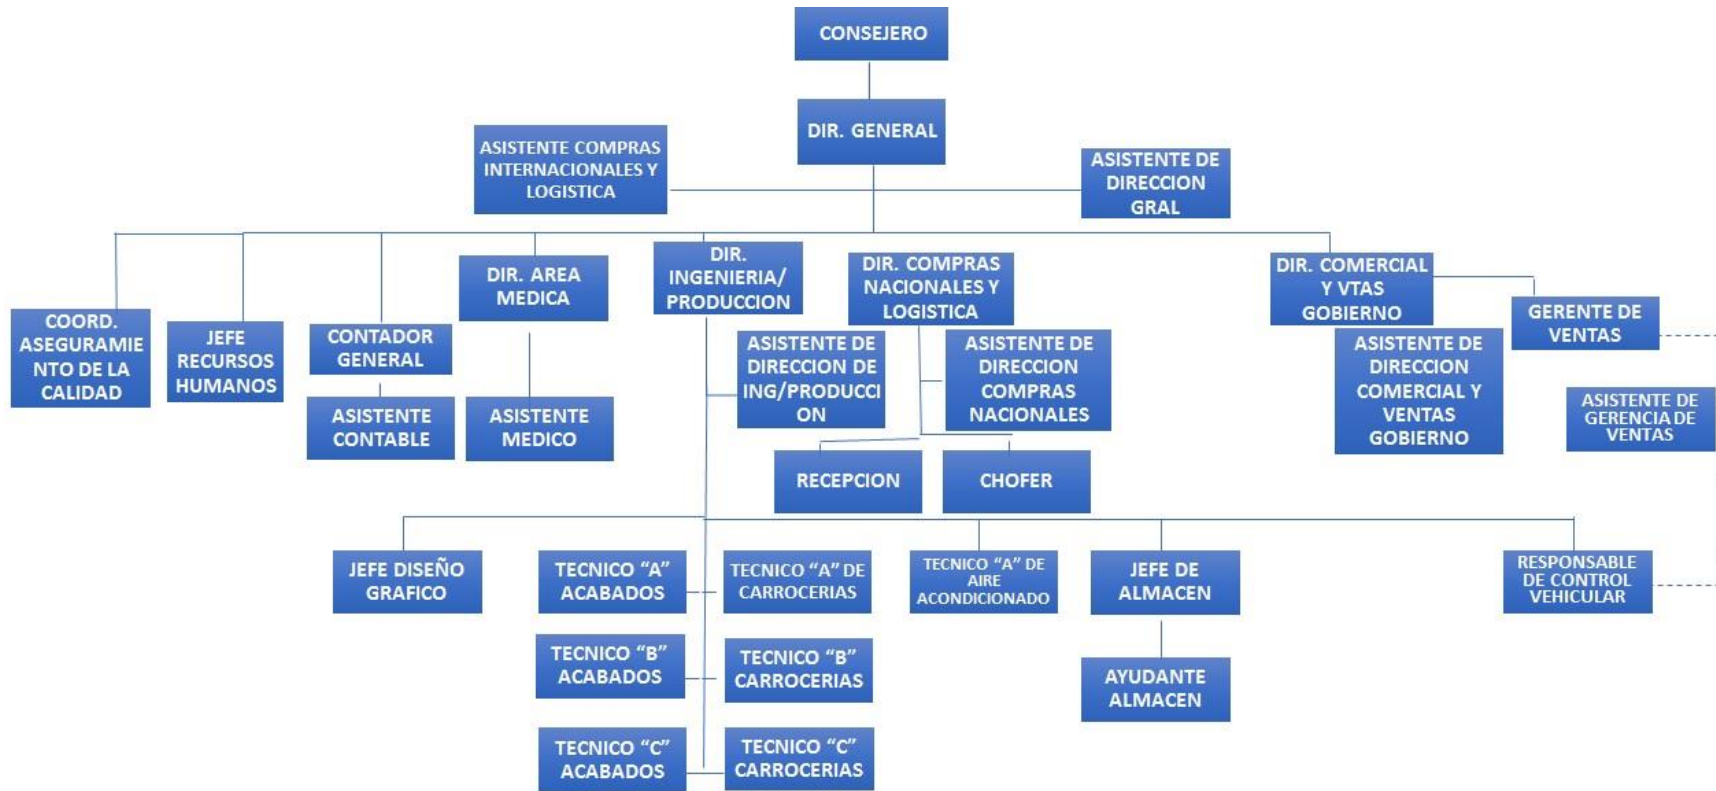 CONSEJERO
DIR. GENERAL
ASISTENTE COMPRAS
INTERNACIONALES Y
LOGISTICA
ASISTENTE DE
DIRECCION
GRAL
COORD.
ASEGURAMIE
NTO DE LA
CALIDAD
JEFE
RECURSOS
HUMANOS
CONTADOR
GENERAL
ASISTENTE
CONTABLE
DIR. AREA
MEDICA
ASISTENTE
MEDICO
DIR.
INGENIERIA/
PRODUCCION
ASISTENTE DE
DIRECCION DE
ING/PRODUCCI
ON
DIR. COMPRAS
NACIONALES Y
LOGISTICA
ASISTENTE DE
DIRECCION
COMPRAS
NACIONALES
RECEPCION
CHOFER
DIR. COMERCIAL
Y VTAS
GOBIERNO
ASISTENTE DE
DIRECCION
COMERCIAL Y
VENTAS
GOBIERNO
GERENTE DE
VENTAS
ASISTENTE DE
GERENCIA DE
VENTAS
JEFE DISEÑO
GRAFICO
TECNICO “A”
ACABADOS
TECNICO “A” DE
CARROCERIAS
TECNICO “A” DE
AIRE
ACONDICIONADO
JEFE DE
ALMACEN
RESPONSABLE
DE CONTROL
VEHICULAR
TECNICO “B”
ACABADOS
TECNICO “B”
CARROCERIAS
AYUDANTE
ALMACEN
TECNICO “C”
ACABADOS
TECNICO “C”
CARROCERIAS